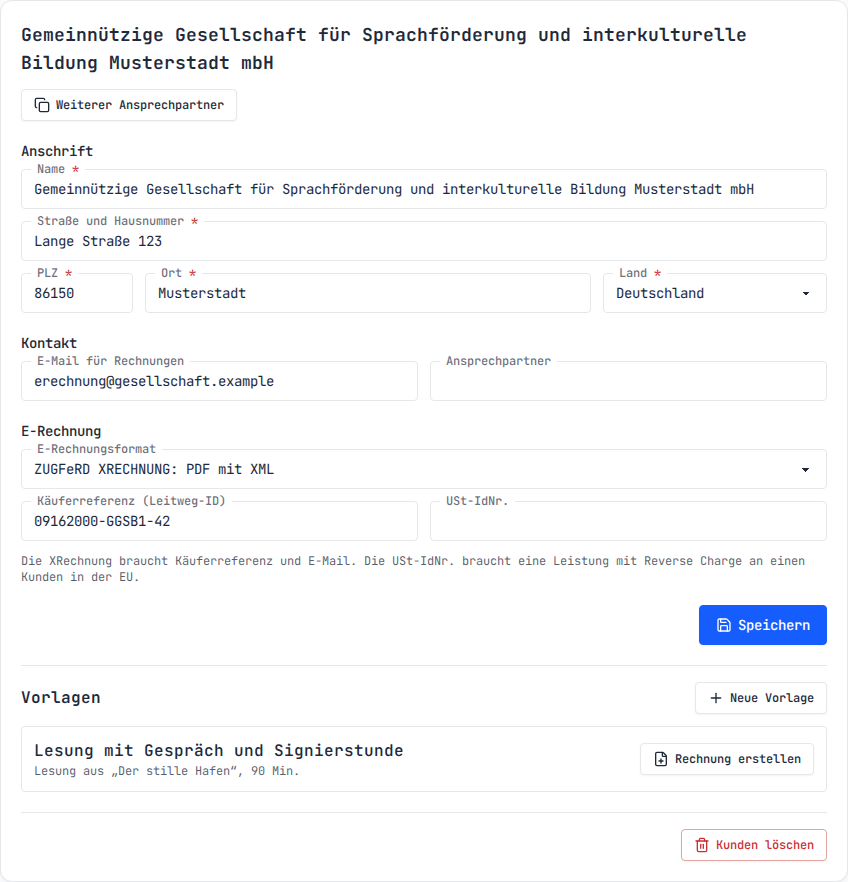 Gemeinnützige Gesellschaft für Sprachförderung und interkulturelle
Bildung Musterstadt mbH
Weiterer Ansprechpartner
Anschrift
Name *
Gemeinnützige Gesellschaft für Sprachförderung und interkulturelle Bildung Musterstadt mbH
Straße und Hausnummer *
Lange Straße 123
PLZ * Ort * Land *
86150 Musterstadt Deutschland
Kontakt
E-Mail für Rechnungen Ansprechpartner
erechnung@gesellschaft.example
E-Rechnung
E-Rechnungsformat
ZUGFeRD XRECHNUNG: PDF mit XML
Käuferreferenz (Leitweg-ID) USt-IdNr.
09162000-GGSB1-42
Die XRechnung braucht Käuferreferenz und E-Mail. Die USt-IdNr. braucht eine Leistung mit Reverse Charge an einen
Kunden in der EU.
Speichern
Vorlagen
Neue Vorlage
Lesung mit Gespräch und Signierstunde
Lesung aus „Der stille Hafen“, 90 Min.
Rechnung erstellen
Kunden löschen